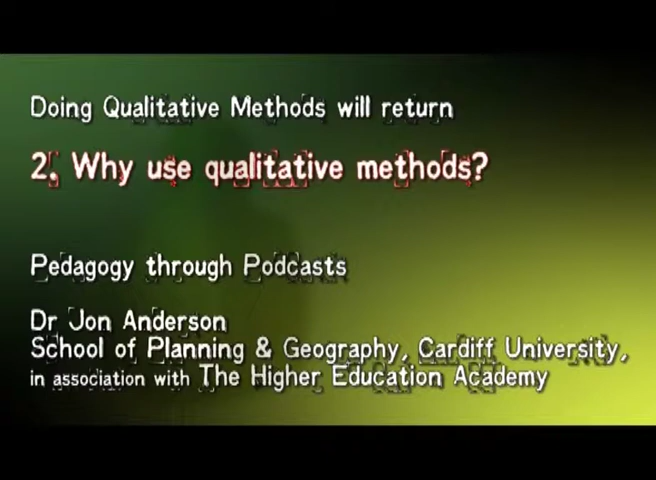 Doing Qualitative Methods will return
2. Why use qualitative methods?
Pedagogy through Podcasts
Dr Jon Anderson
School of Planning & Geography, Cardiff University,
in association with The Higher Education Academy